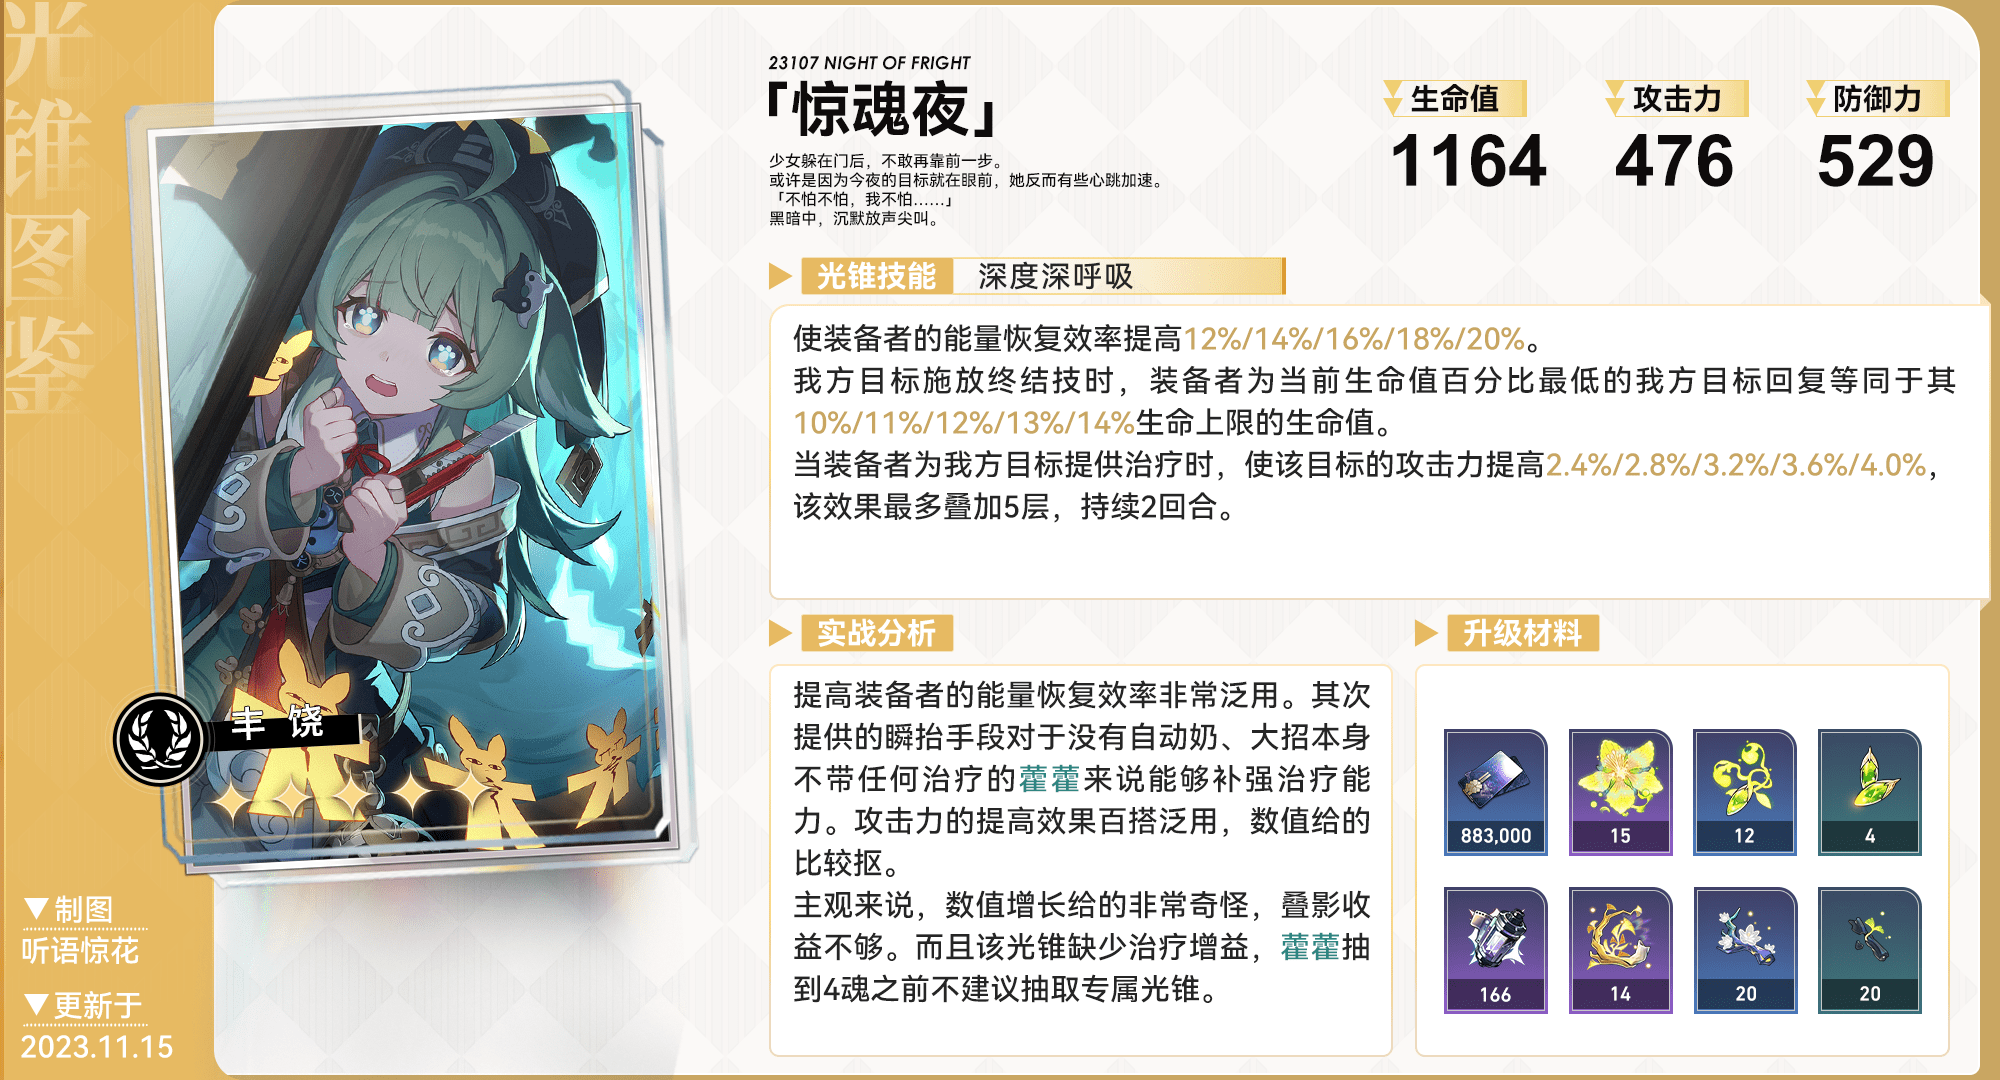 光锥图鉴
23107 NIGHT OF FRIGHT
「惊魂夜」
少女躲在门后，不敢再靠前一步。
或许是因为今夜的目标就在眼前，她反而有些心跳加速。
「不怕不怕，我不怕……」
黑暗中，沉默放声尖叫。
生命值
1164
攻击力
476
防御力
529
光锥技能
深度深呼吸
使装备者的能量恢复效率提高12%/14%/16%/18%/20%。
我方目标施放终结技时，装备者为当前生命值百分比最低的我方目标回复等同于其
10%/11%/12%/13%/14%生命上限的生命值。
当装备者为我方目标提供治疗时，使该目标的攻击力提高2.4%/2.8%/3.2%/3.6%/4.0%，
该效果最多叠加5层，持续2回合。
丰饶
实战分析
提高装备者的能量恢复效率非常泛用。其次
提供的瞬抬手段对于没有自动奶、大招本身
不带任何治疗的藿藿来说能够补强治疗能
力。攻击力的提高效果百搭泛用，数值给的
比较抠。
主观来说，数值增长给的非常奇怪，叠影收
益不够。而且该光锥缺少治疗增益，藿藿抽
到4魂之前不建议抽取专属光锥。
升级材料
883,000
15
12
4
166
14
20
20
▼制图
听语惊花
▼更新于
2023.11.15